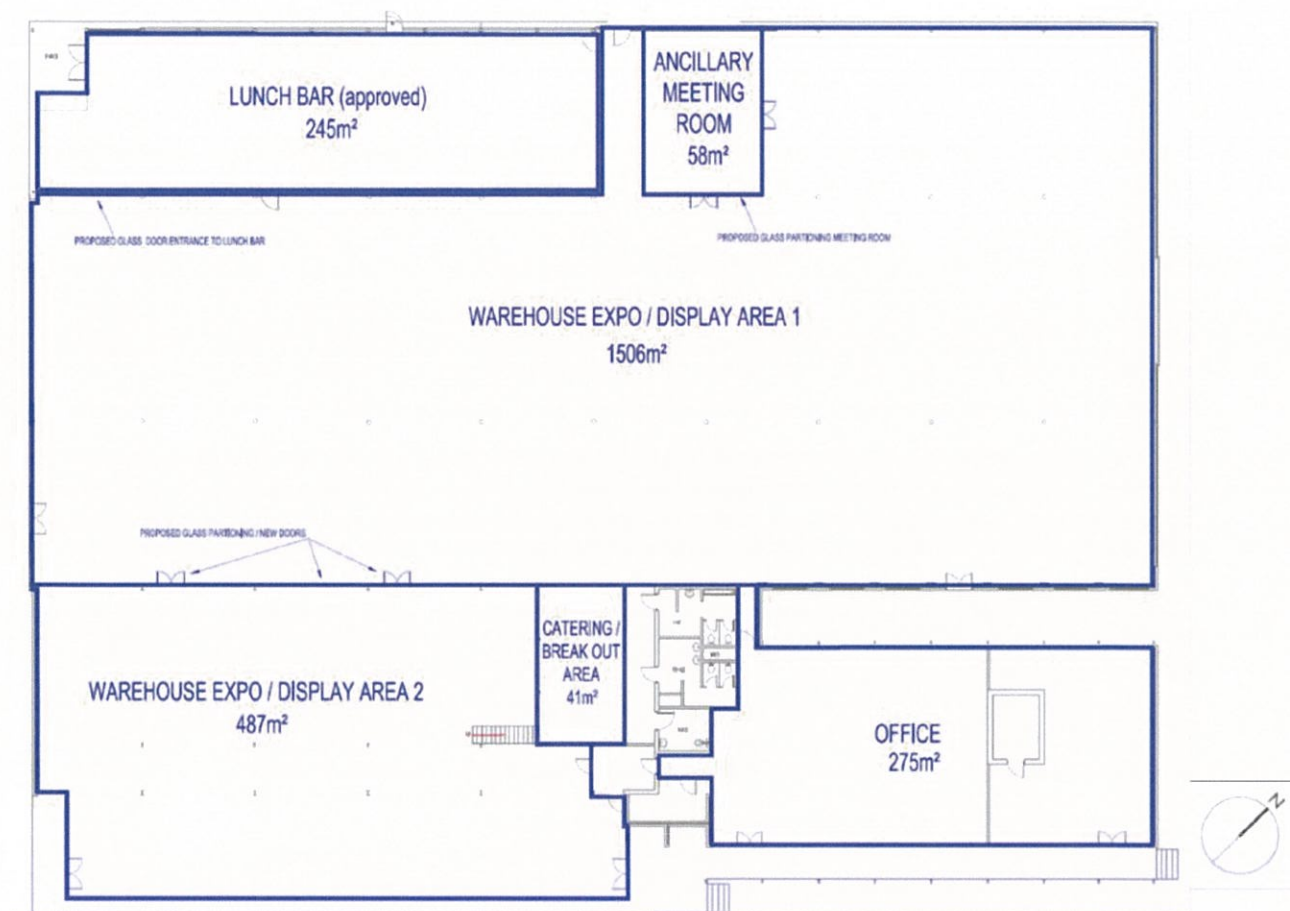 LUNCH BAR (approved)
245m²
ANCILLARY
MEETING
ROOM
58m²
PROPOSED GLASS DOOR ENTRANCE TO LUNCH BAR
PROPOSED GLASS PARTIONING MEETING ROOM
WAREHOUSE EXPO / DISPLAY AREA 1
1506m²
PROPOSED GLASS PARTIONING / NEW DOORS
CATERING /
BREAK OUT
AREA
41m²
WAREHOUSE EXPO / DISPLAY AREA 2
487m²
OFFICE
275m²
N